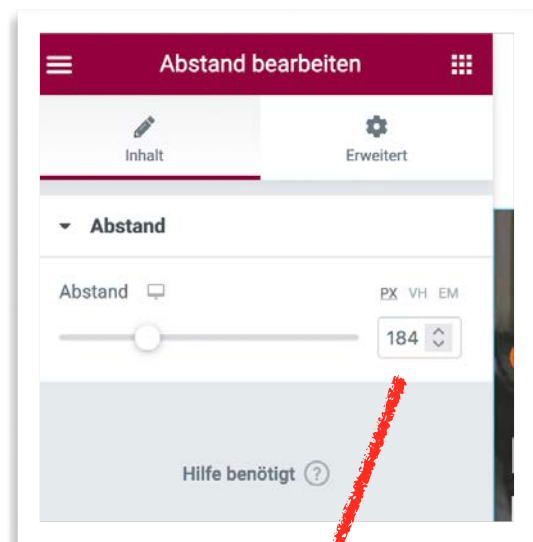 Abstand bearbeiten
Inhalt Erweitert
Abstand
Abstand PX VH EM
184
Hilfe benötigt ?